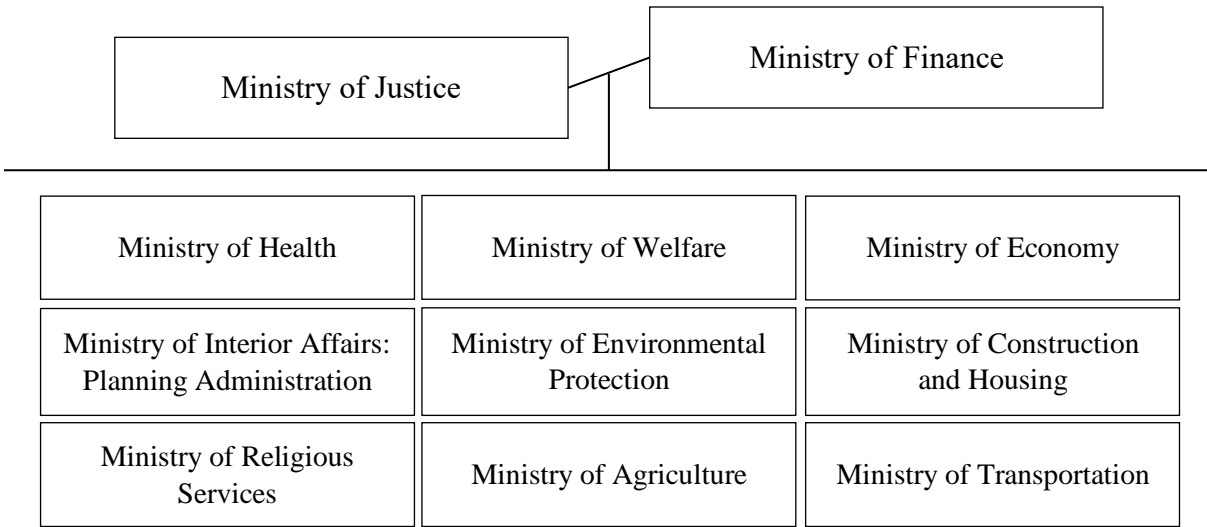 Ministry of Justice
Ministry of Finance
Ministry of Health
Ministry of Welfare
Ministry of Economy
Ministry of Interior Affairs:
Planning Administration
Ministry of Environmental
Protection
Ministry of Construction
and Housing
Ministry of Religious
Services
Ministry of Agriculture
Ministry of Transportation